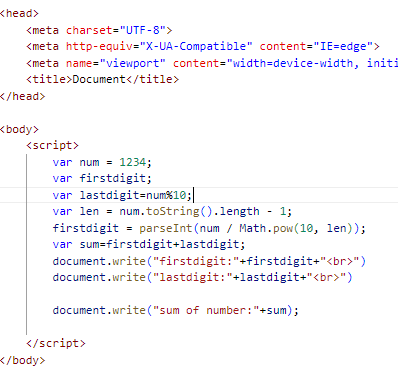 <head>
<meta charset="UTF-8">
<meta http-equiv="X-UA-Compatible" content="IE=edge">
<meta name="viewport" content="width=device-width, initi
<title>Document</title>
</head>
<body>
<script>
var num = 1234;
var firstdigit;
var lastdigit=num%10;
var len = num.toString().length - 1;
firstdigit = parseInt(num / Math.pow(10, len));
var sum=firstdigit+lastdigit;
document.write("firstdigit:"+firstdigit+"<br>")
document.write("lastdigit:"+lastdigit+"<br>")
document.write("sum of number:"+sum);
</script>
</body>